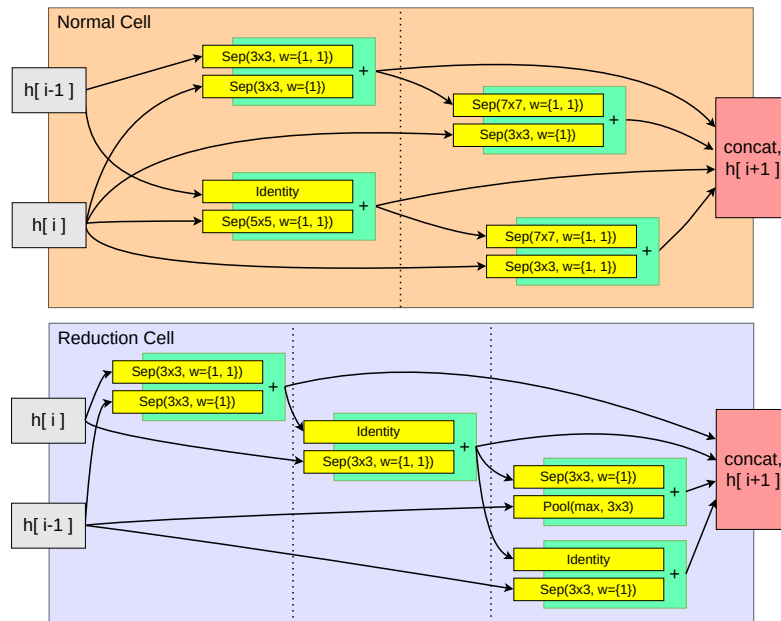 Normal Cell
h[ i-1 ]
h[ i ]
Sep(3x3, w={1, 1})
Sep(3x3, w={1})
+
Identity
Sep(5x5, w={1, 1})
+
Sep(7x7, w={1, 1})
Sep(3x3, w={1})
+
Sep(7x7, w={1, 1})
Sep(3x3, w={1, 1})
+
concat,
h[ i+1 ]
Reduction Cell
h[ i ]
h[ i-1 ]
Sep(3x3, w={1, 1})
Sep(3x3, w={1})
+
Identity
Sep(3x3, w={1, 1})
+
Sep(3x3, w={1})
Pool(max, 3x3)
+
Identity
Sep(3x3, w={1})
+
concat,
h[ i+1 ]